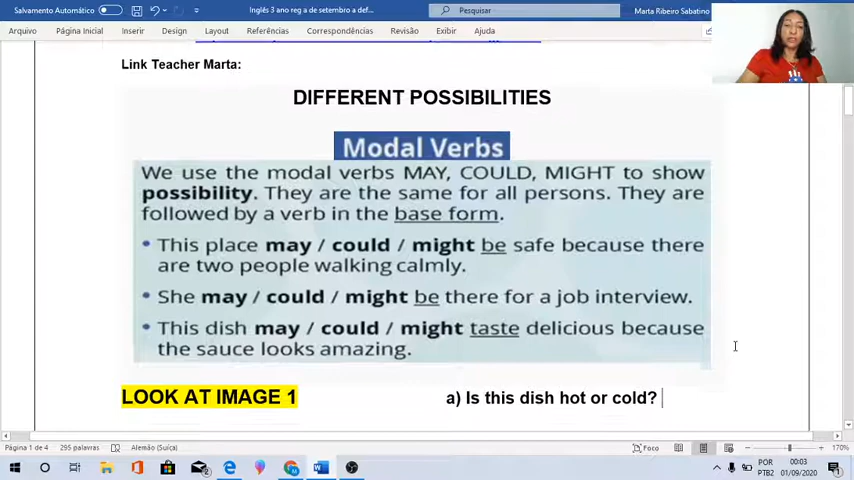 Salvamento Automático
Inglês 3 ano reg a de setembro a def...
Pesquisar
Marta Ribeiro Sabatino
Arquivo Página Inicial Inserir Design Layout Referências Correspondências Revisão Exibir Ajuda
Link Teacher Marta:
DIFFERENT POSSIBILITIES
Modal Verbs
We use the modal verbs MAY, COULD, MIGHT to show
possibility. They are the same for all persons. They are
followed by a verb in the base form.
• This place may / could / might be safe because there
are two people walking calmly.
• She may / could / might be there for a job interview.
• This dish may / could / might taste delicious because
the sauce looks amazing.
LOOK AT IMAGE 1 a) Is this dish hot or cold?
Página 1 de 4 295 palavras Alemão (Suíça) Foco 170%
POR 00:03
PTB2 01/09/2020